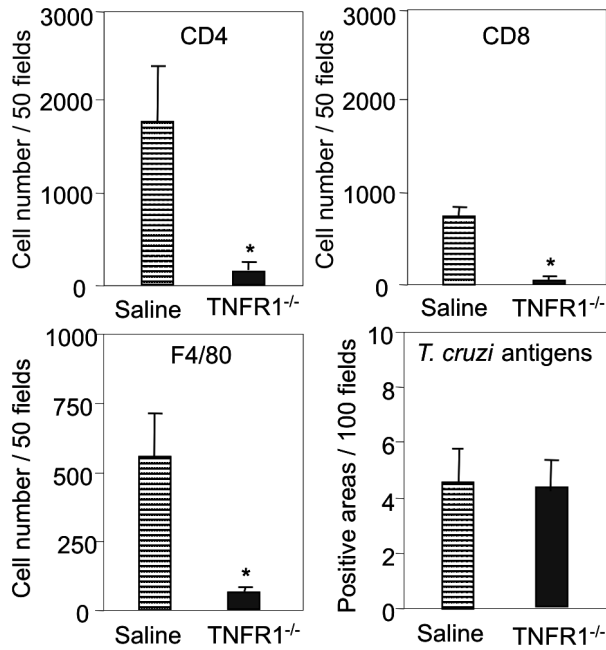 CD4
Cell number / 50 fields
3000
2000
1000
0
*
Saline
TNFR1-/-
CD8
Cell number / 50 fields
3000
2000
1000
0
*
Saline
TNFR1-/-
F4/80
Cell number / 50 fields
1000
750
500
250
0
*
Saline
TNFR1-/-
T. cruzi antigens
Positive areas / 100 fields
10
8
6
4
2
0
Saline
TNFR1-/-